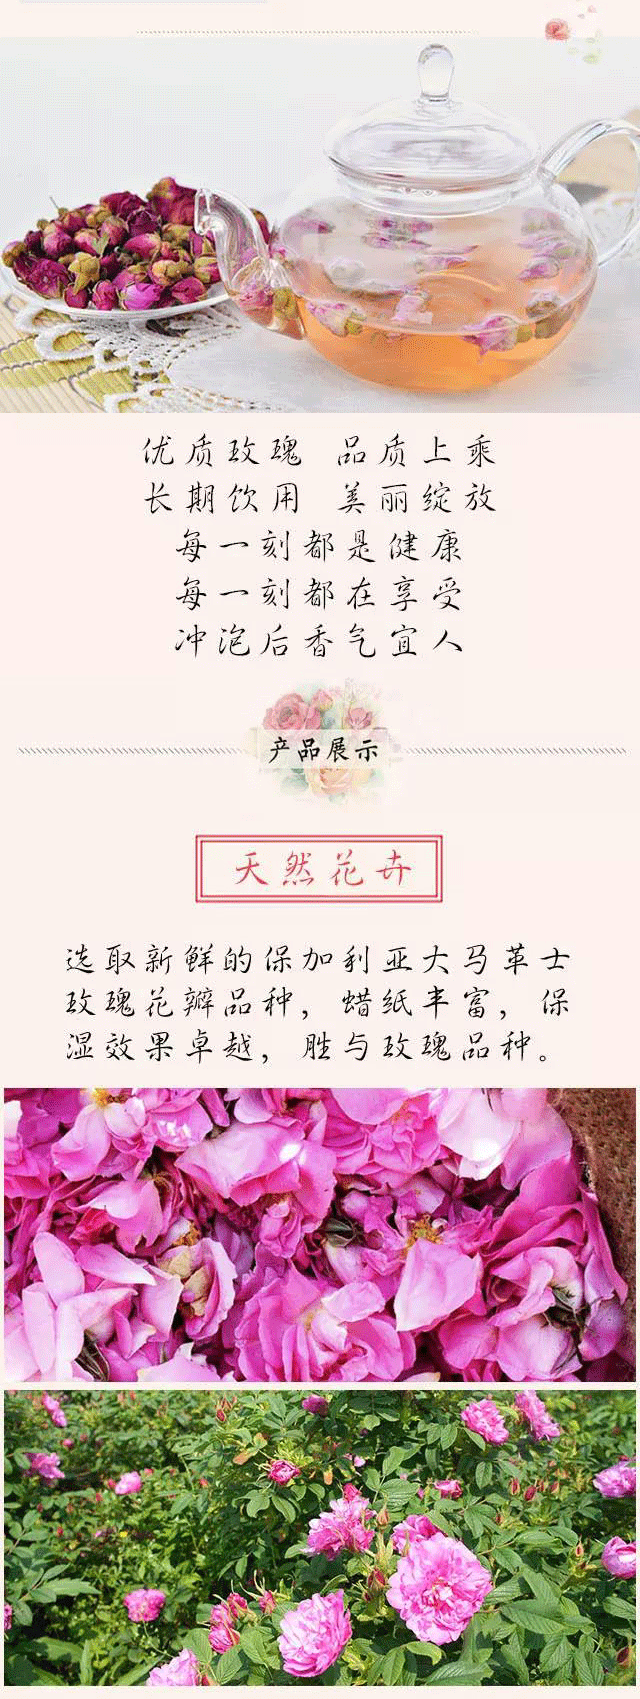 优质玫瑰 品质上乘
长期饮用 美丽绽放
每一刻都是健康
每一刻都在享受
冲泡后香气宜人
产品展示
天然花卉
选取新鲜的保加利亚大马革士
玫瑰花瓣品种，蜡纸丰富，保
湿效果卓越，胜与玫瑰品种。